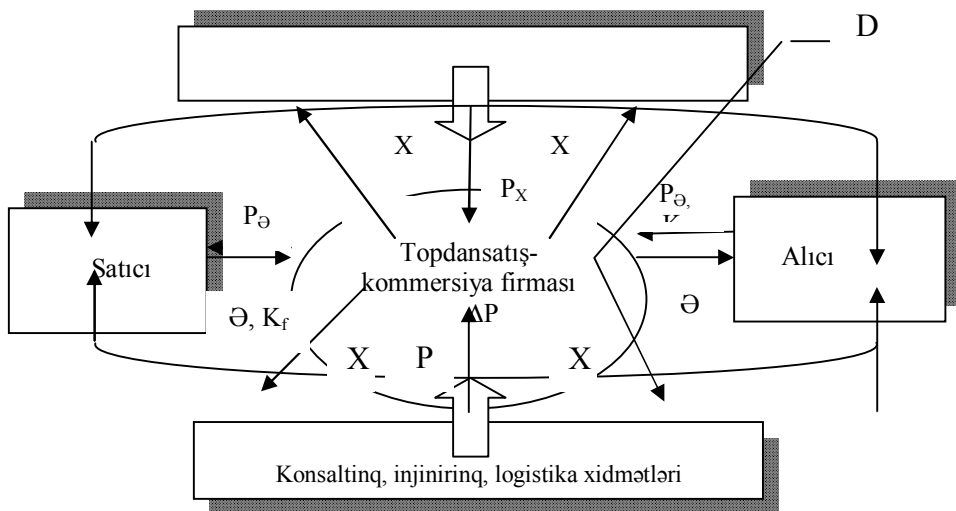 D
X X
P_X
P_Ə
P_Ə,
K
Satıcı
Topdansatış-
kommersiya firması
ΔP
Alıcı
Ə, K_f
Ə
X P X
Konsaltinq, injinirinq, logistika xidmətləri